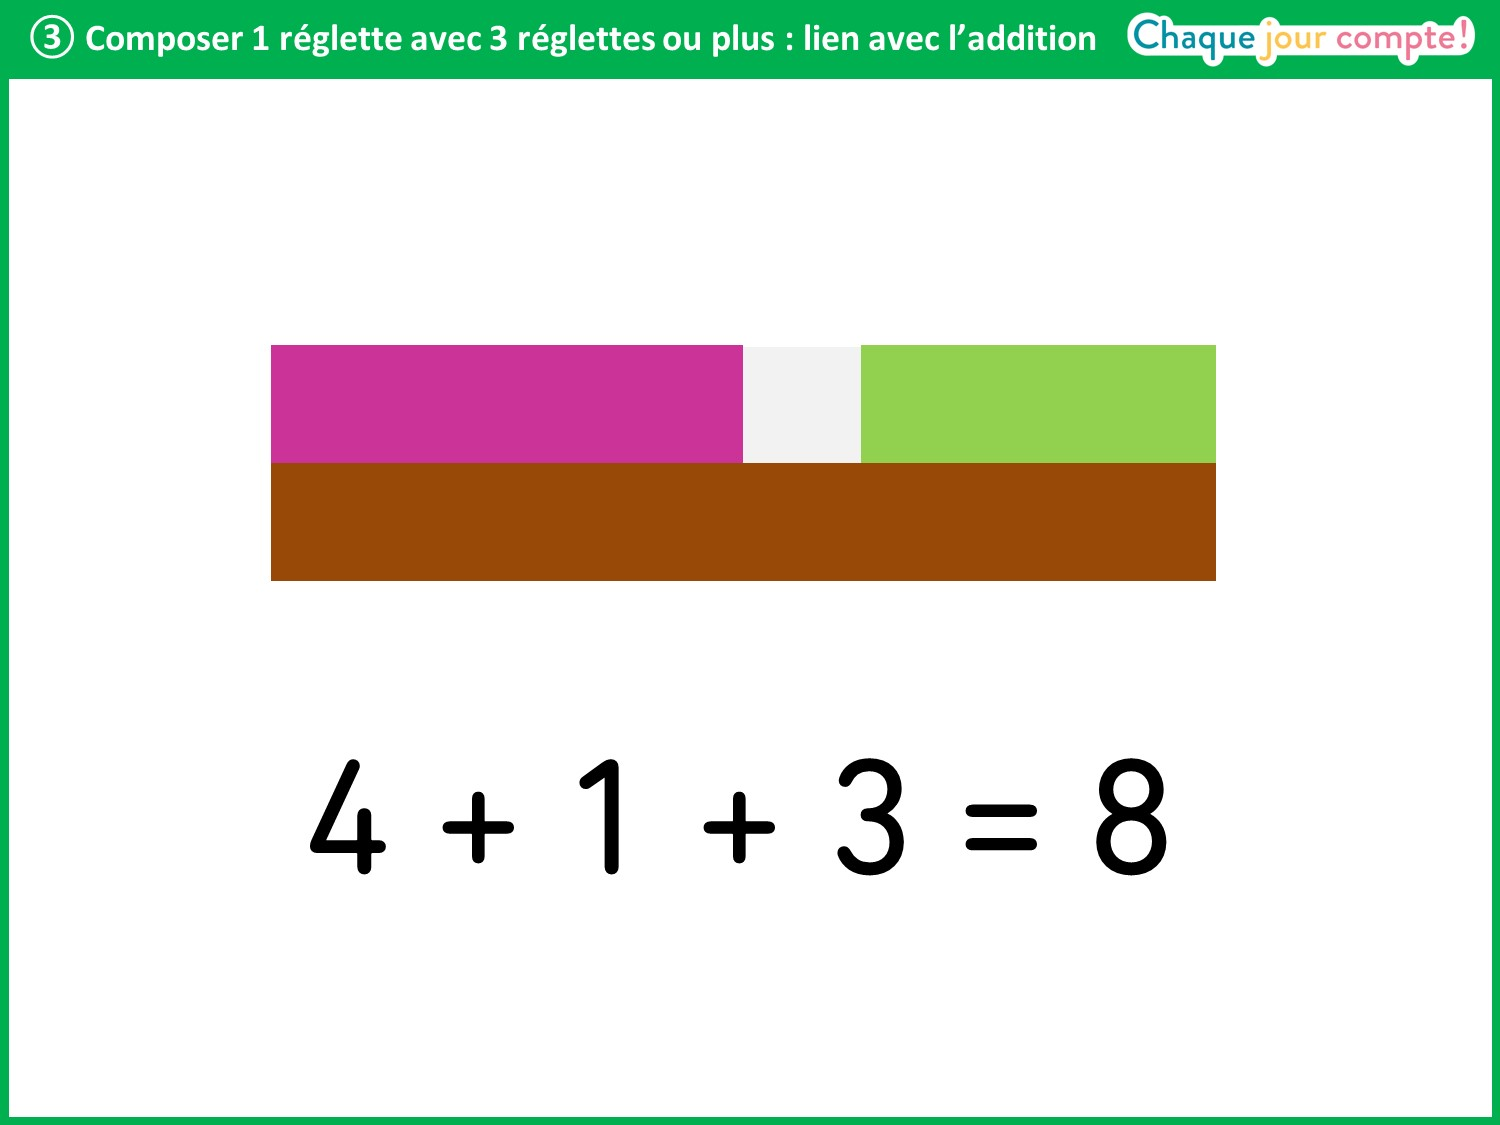 ③ Composer 1 réglette avec 3 réglettes ou plus : lien avec l’addition
Chaque jour compte!
4 + 1 + 3 = 8